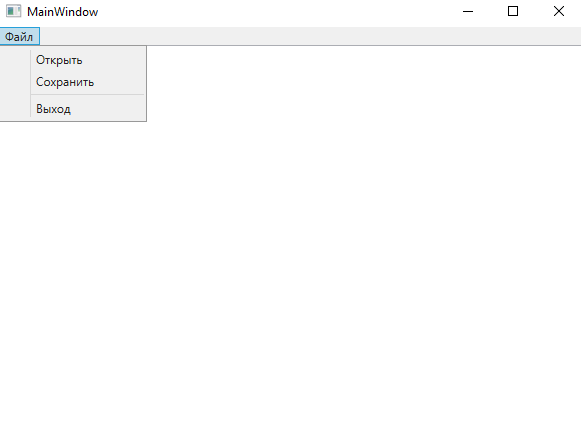 MainWindow
Файл
Открыть
Сохранить
Выход